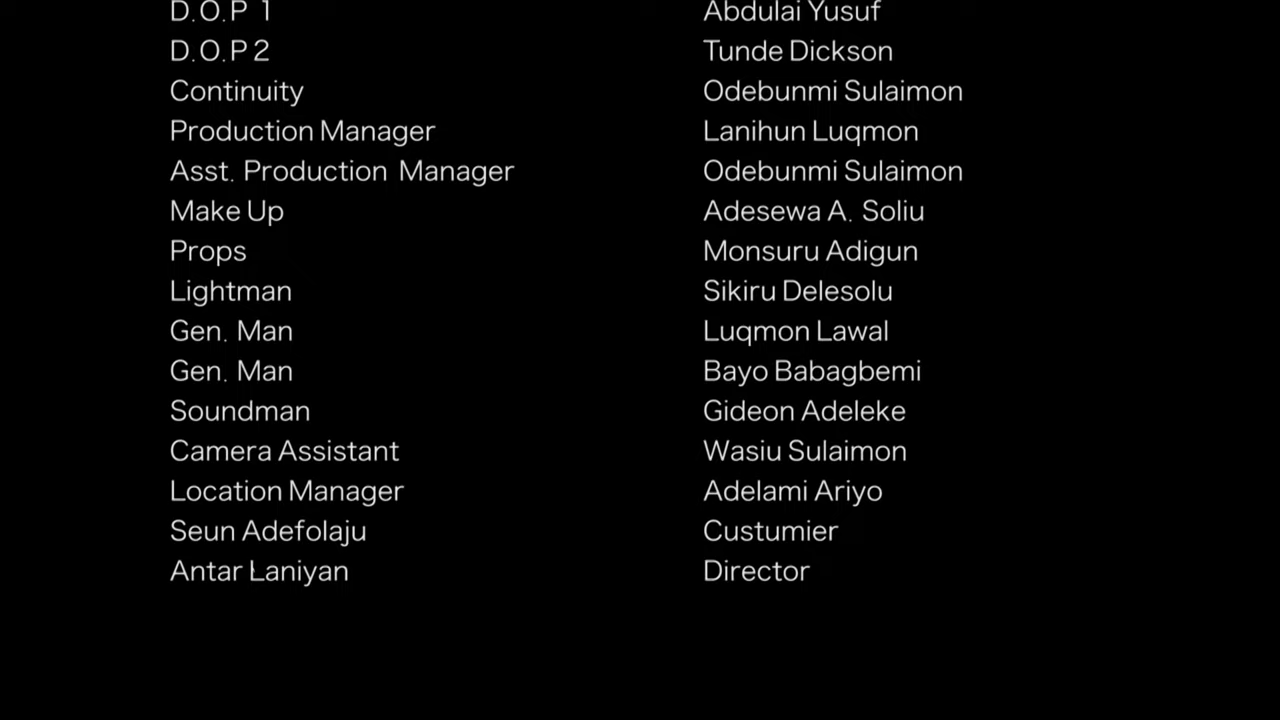 D.O.P 1 Abdulai Yusuf
D.O.P 2 Tunde Dickson
Continuity Odebunmi Sulaimon
Production Manager Lanihun Luqmon
Asst. Production Manager Odebunmi Sulaimon
Make Up Adesewa A. Soliu
Props Monsuru Adigun
Lightman Sikiru Delesolu
Gen. Man Luqmon Lawal
Gen. Man Bayo Babagbemi
Soundman Gideon Adeleke
Camera Assistant Wasiu Sulaimon
Location Manager Adelami Ariyo
Seun Adefolaju Custumier
Antar Laniyan Director